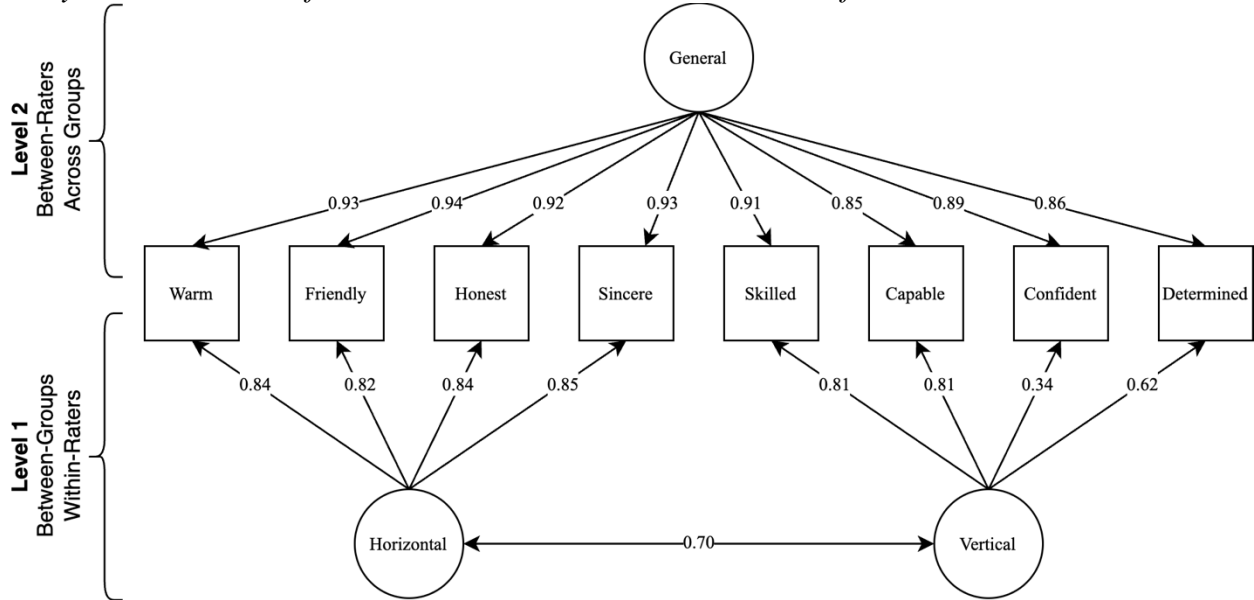 General
Level 2
Between-Raters
Across Groups
0.93
0.94
0.92
0.93
0.91
0.85
0.89
0.86
Warm
Friendly
Honest
Sincere
Skilled
Capable
Confident
Determined
Level 1
Between-Groups
Within-Raters
0.84
0.82
0.84
0.85
0.81
0.81
0.34
0.62
Horizontal
0.70
Vertical